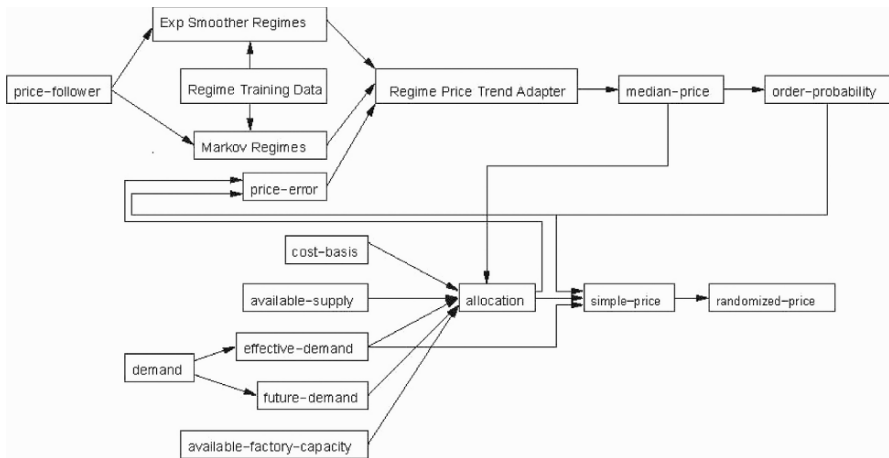 Exp Smoother Regimes
price-follower
Regime Training Data
Regime Price Trend Adapter
median-price
order-probability
Markov Regimes
price-error
cost-basis
available-supply
allocation
simple-price
randomized-price
effective-demand
demand
future-demand
available-factory-capacity